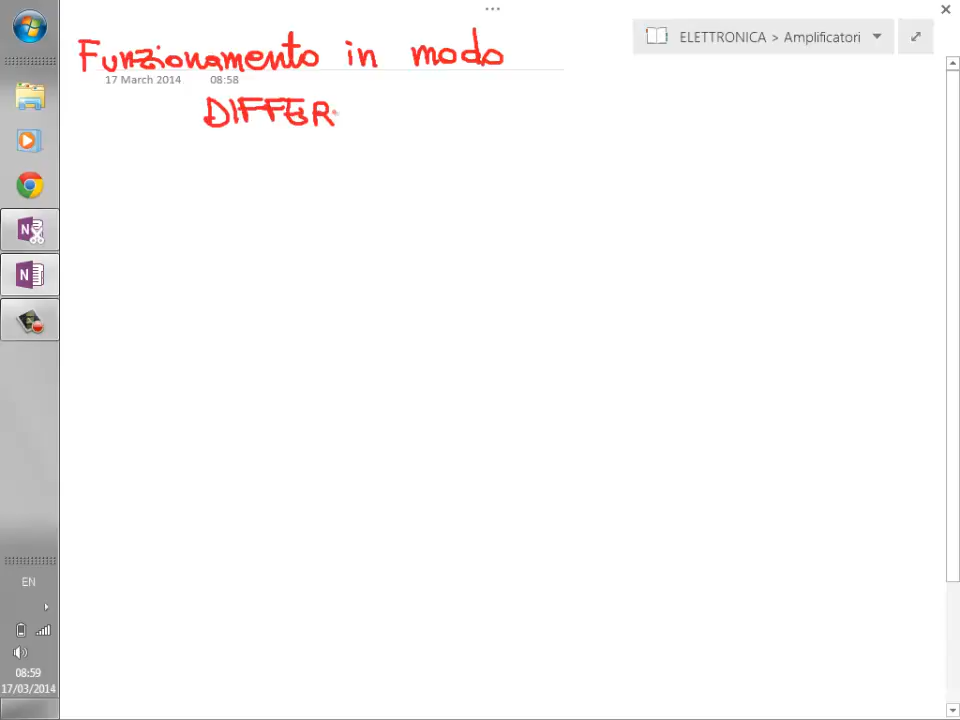 ...
ELETTRONICA > Amplificatori
Funzionamento in modo
17 March 2014 08:58
DIFFER
EN
08:59
17/03/2014